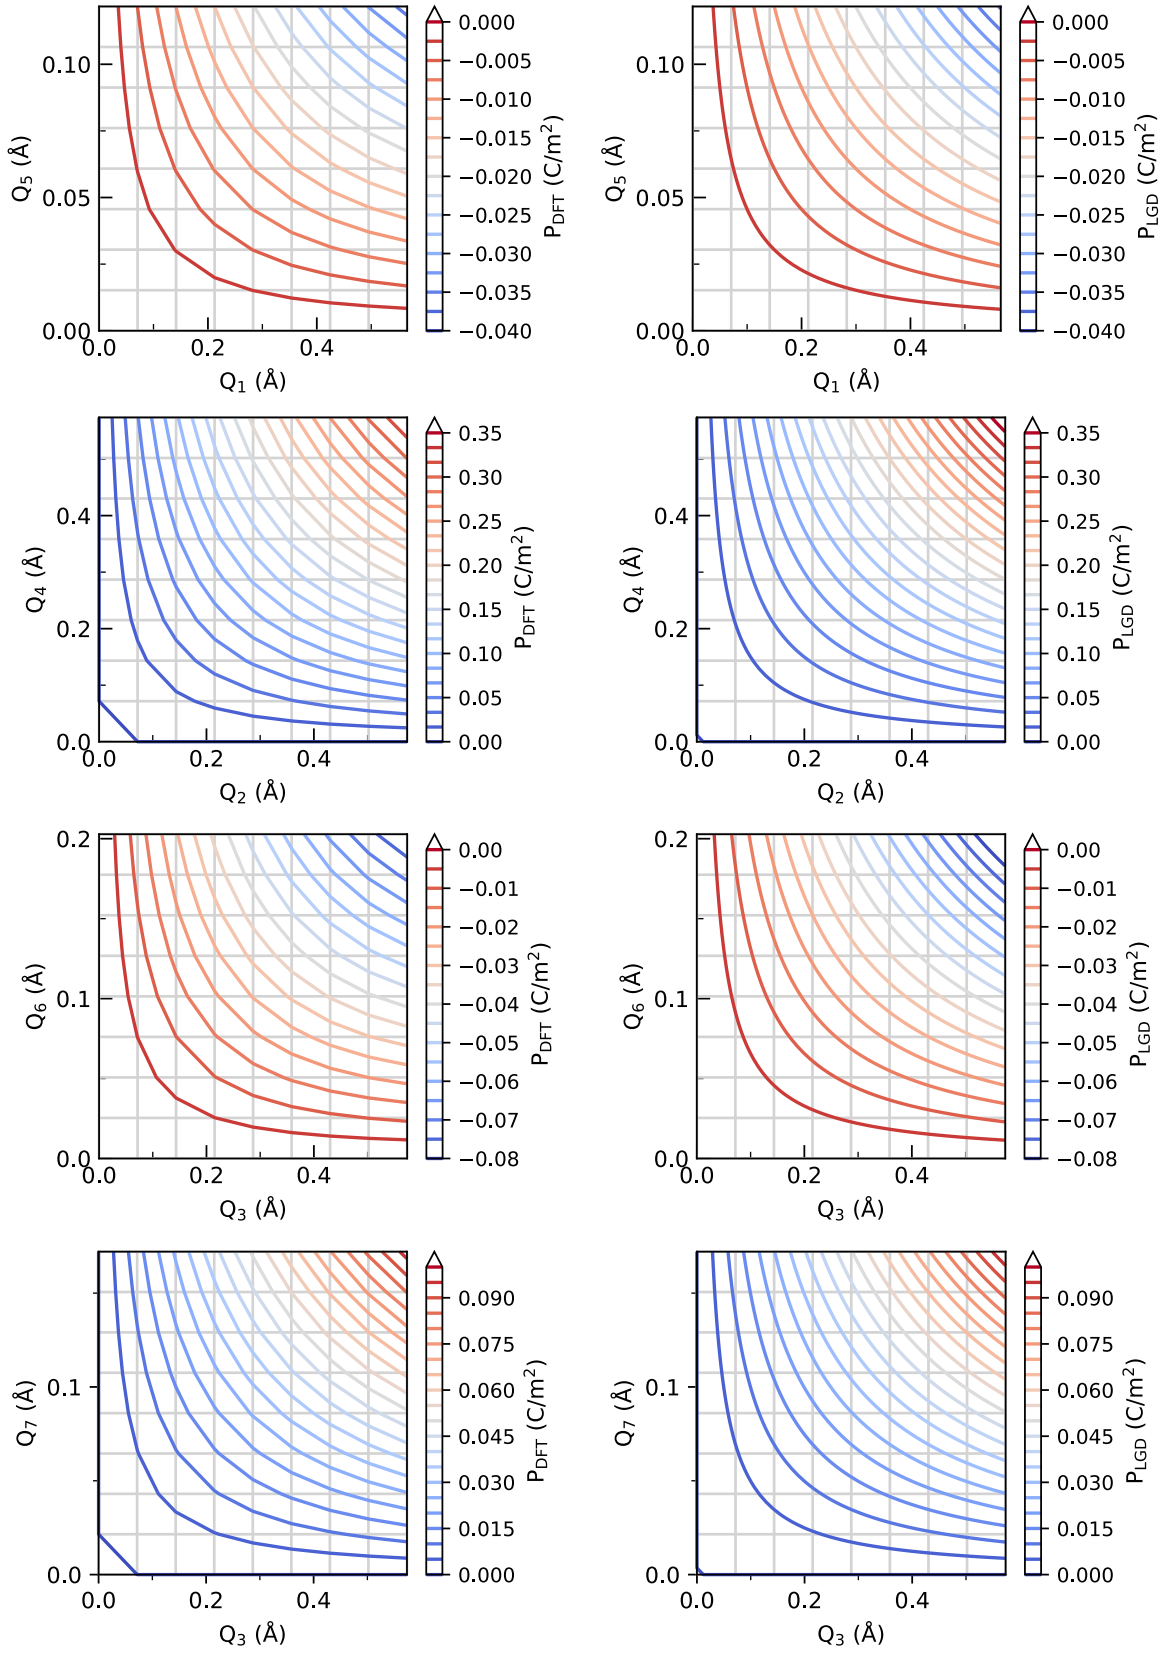 0.10
0.05
0.00
Q5 (Å)
0.0 0.2 0.4
Q1 (Å)
0.000
−0.005
−0.010
−0.015
−0.020
−0.025
−0.030
−0.035
−0.040
PDFT (C/m2)
0.10
0.05
0.00
Q5 (Å)
0.0 0.2 0.4
Q1 (Å)
0.000
−0.005
−0.010
−0.015
−0.020
−0.025
−0.030
−0.035
−0.040
PLGD (C/m2)
0.4
0.2
0.0
Q4 (Å)
0.0 0.2 0.4
Q2 (Å)
0.35
0.30
0.25
0.20
0.15
0.10
0.05
0.00
PDFT (C/m2)
0.4
0.2
0.0
Q4 (Å)
0.0 0.2 0.4
Q2 (Å)
0.35
0.30
0.25
0.20
0.15
0.10
0.05
0.00
PLGD (C/m2)
0.2
0.1
0.0
Q6 (Å)
0.0 0.2 0.4
Q3 (Å)
0.00
−0.01
−0.02
−0.03
−0.04
−0.05
−0.06
−0.07
−0.08
PDFT (C/m2)
0.2
0.1
0.0
Q6 (Å)
0.0 0.2 0.4
Q3 (Å)
0.00
−0.01
−0.02
−0.03
−0.04
−0.05
−0.06
−0.07
−0.08
PLGD (C/m2)
0.1
0.0
Q7 (Å)
0.0 0.2 0.4
Q3 (Å)
0.090
0.075
0.060
0.045
0.030
0.015
0.000
PDFT (C/m2)
0.1
0.0
Q7 (Å)
0.0 0.2 0.4
Q3 (Å)
0.090
0.075
0.060
0.045
0.030
0.015
0.000
PLGD (C/m2)